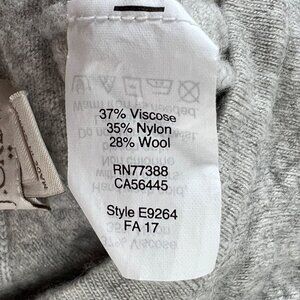 37% Viscose
35% Nylon
28% Wool
RN77388
CA56445
Style E9264
FA 17